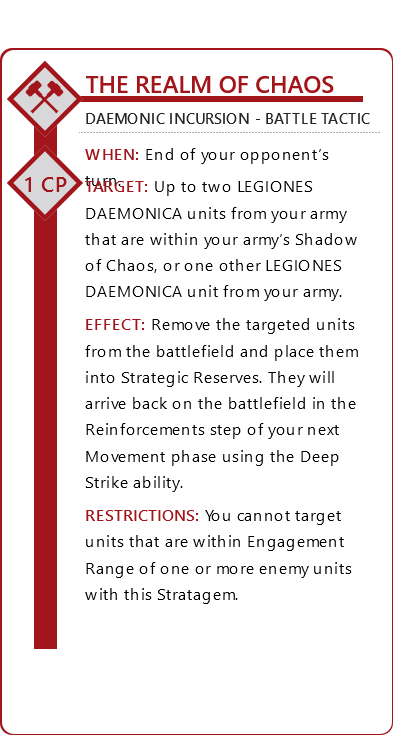 THE REALM OF CHAOS
DAEMONIC INCURSION - BATTLE TACTIC
WHEN: End of your opponent's
turn.
1 CP
TARGET: Up to two LEGIONES
DAEMONICA units from your army
that are within your army's Shadow
of Chaos, or one other LEGIONES
DAEMONICA unit from your army.
EFFECT: Remove the targeted units
from the battlefield and place them
into Strategic Reserves. They will
arrive back on the battlefield in the
Reinforcements step of your next
Movement phase using the Deep
Strike ability.
RESTRICTIONS: You cannot target
units that are within Engagement
Range of one or more enemy units
with this Stratagem.